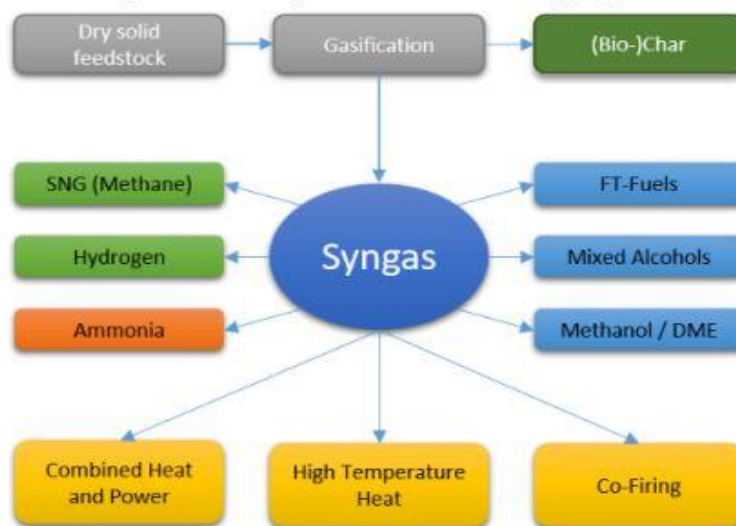 Dry solid
feedstock
Gasification
(Bio-)Char
SNG (Methane)
FT-Fuels
Hydrogen
Syngas
Mixed Alcohols
Ammonia
Methanol / DME
Combined Heat
and Power
High Temperature
Heat
Co-Firing